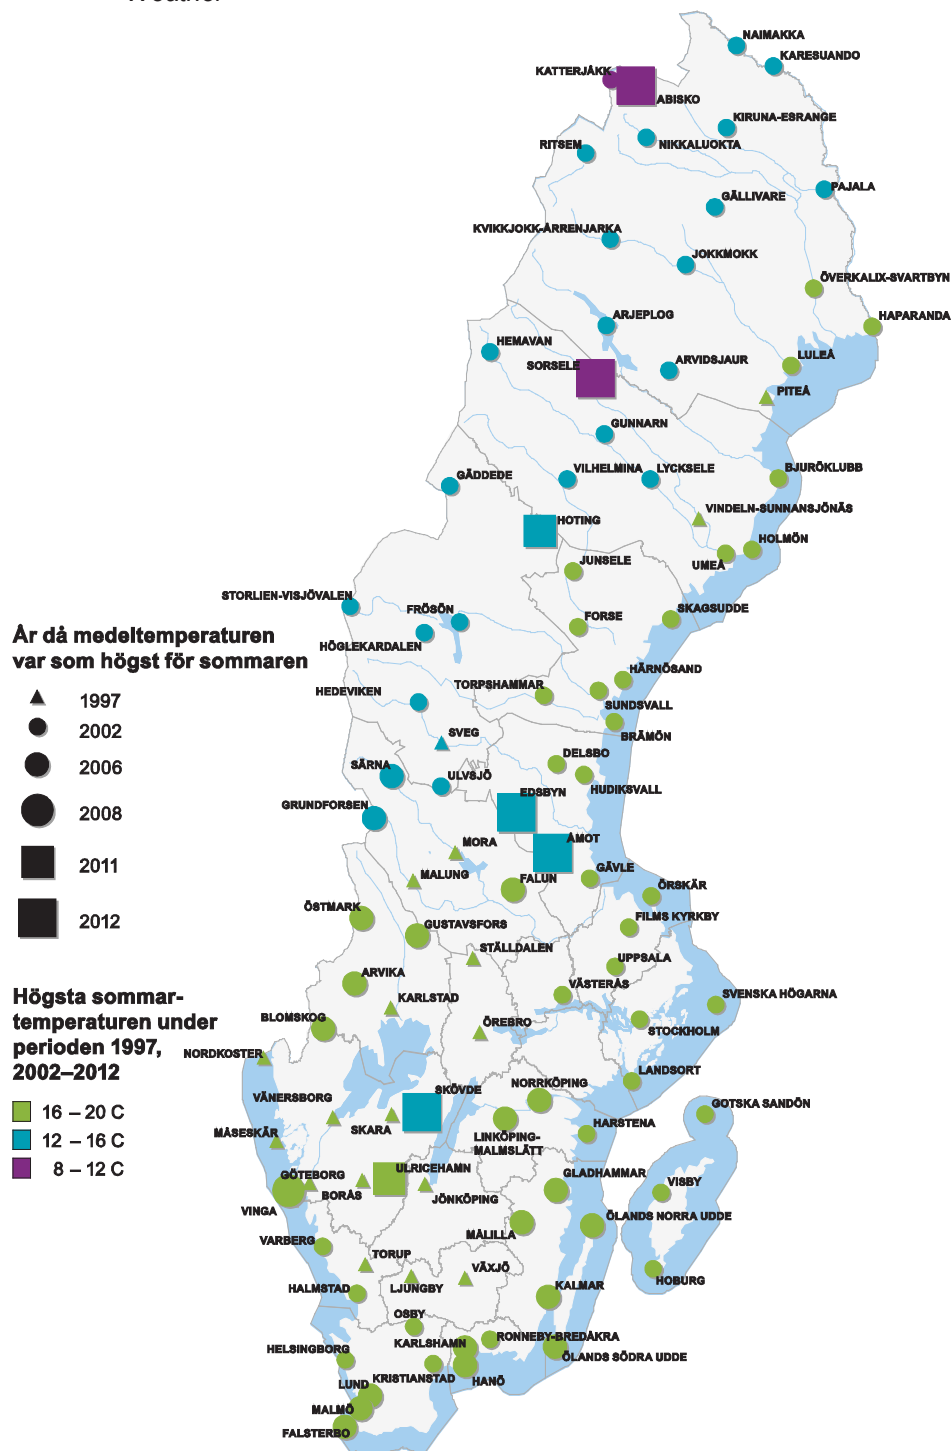 NAIMAKKA
KARESUANDO
KATTERJÅKK
ABISKO
KIRUNA-ESRANGE
NIKKALUOKTA
RITSEM
PAJALA
GÄLLIVARE
KVIKKJOKK-ÅRRENJARKA
JOKKMOKK
ÖVERKALIX-SVARTBYN
HAPARANDA
ARJEPLOG
HEMAVAN
LULEÅ
ARVIDSJAUR
SORSELE
PITEÅ
GUNNARN
GÄDDEDE
VILHELMINA
LYCKSELE
BJURÖKLUBB
VINDELN-SUNNANSJÖNÄS
HOTING
HOLMÖN
UMEÅ
JUNSELE
STORLIEN-VISJÖVALEN
FRÖSÖN
SKAGSUDDE
FORSE
HÖGLEKARDALEN
År då medeltemperaturen
var som högst för sommaren
1997
2002
2006
2008
2011
2012
HÄRNÖSAND
TORPSHAMMAR
HEDEVIKEN
SUNDSVALL
SVEG
BRÄMÖN
DELSBO
SÄRNA
ULVSJÖ
HUDIKSVALL
EDSBYN
GRUNDFORSEN
ÅMOT
MORA
GÄVLE
MALUNG
FALUN
ÖRSKÄR
ÖSTMARK
FILMS KYRKBY
GUSTAVSFORS
STÄLLDALEN
UPPSALA
ARVIKA
VÄSTERÅS
SVENSKA HÖGARNA
KARLSTAD
BLOMSKOG
ÖREBRO
STOCKHOLM
Högsta sommar-
temperaturen under
perioden 1997,
2002–2012
16 – 20 C
12 – 16 C
8 – 12 C
NORDKOSTER
LANDSORT
NORRKÖPING
SKÖVDE
VÄNERSBORG
GOTSKA SANDÖN
SKARA
HARSTENA
MÅSESKÄR
LINKÖPING-
MALMSLÄTT
ULRICEHAMN
GÖTEBORG
GLADHAMMAR
VISBY
BORÅS
JÖNKÖPING
VINGA
ÖLANDS NORRA UDDE
MÅLILLA
VARBERG
TORUP
VÄXJÖ
HOBURG
HALMSTAD
LJUNGBY
KALMAR
OSBY
RONNEBY-BREDÅKRA
KARLSHAMN
HELSINGBORG
ÖLANDS SÖDRA UDDE
KRISTIANSTAD
HANÖ
LUND
MALMÖ
FALSTERBO